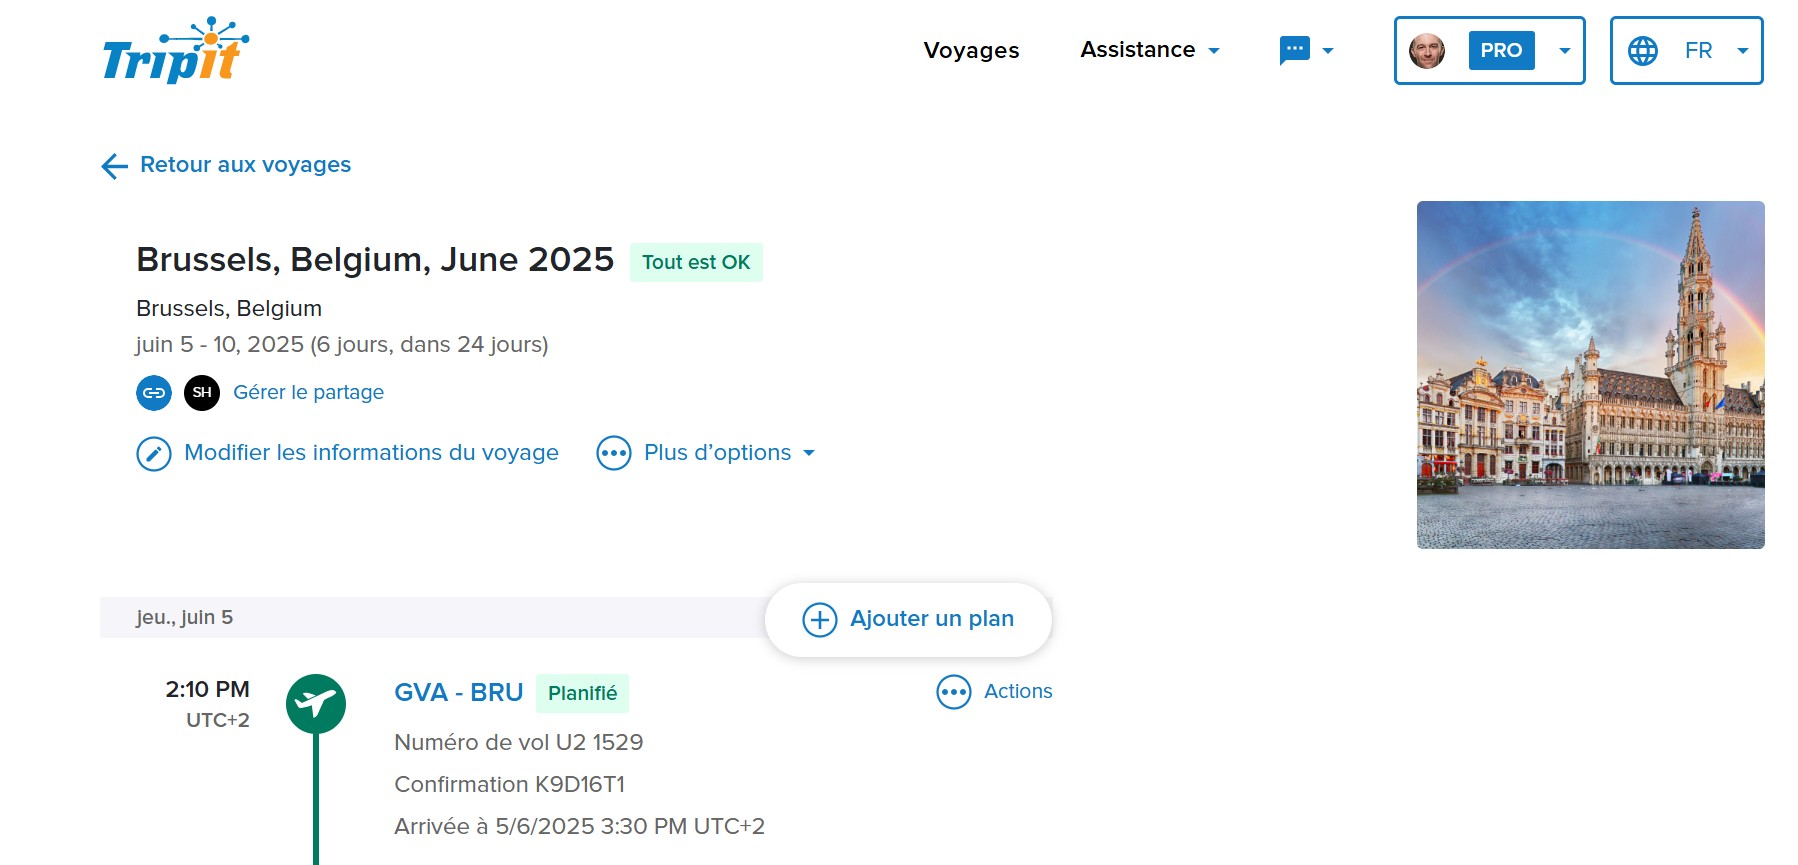 Tripit
Voyages
Assistance
PRO
FR
Retour aux voyages
Brussels, Belgium, June 2025
Tout est OK
Brussels, Belgium
juin 5 - 10, 2025 (6 jours, dans 24 jours)
SH
Gérer le partage
Modifier les informations du voyage
Plus d’options
jeu., juin 5
Ajouter un plan
2:10 PM
UTC+2
GVA - BRU
Planifié
Actions
Numéro de vol U2 1529
Confirmation K9D16T1
Arrivée à 5/6/2025 3:30 PM UTC+2